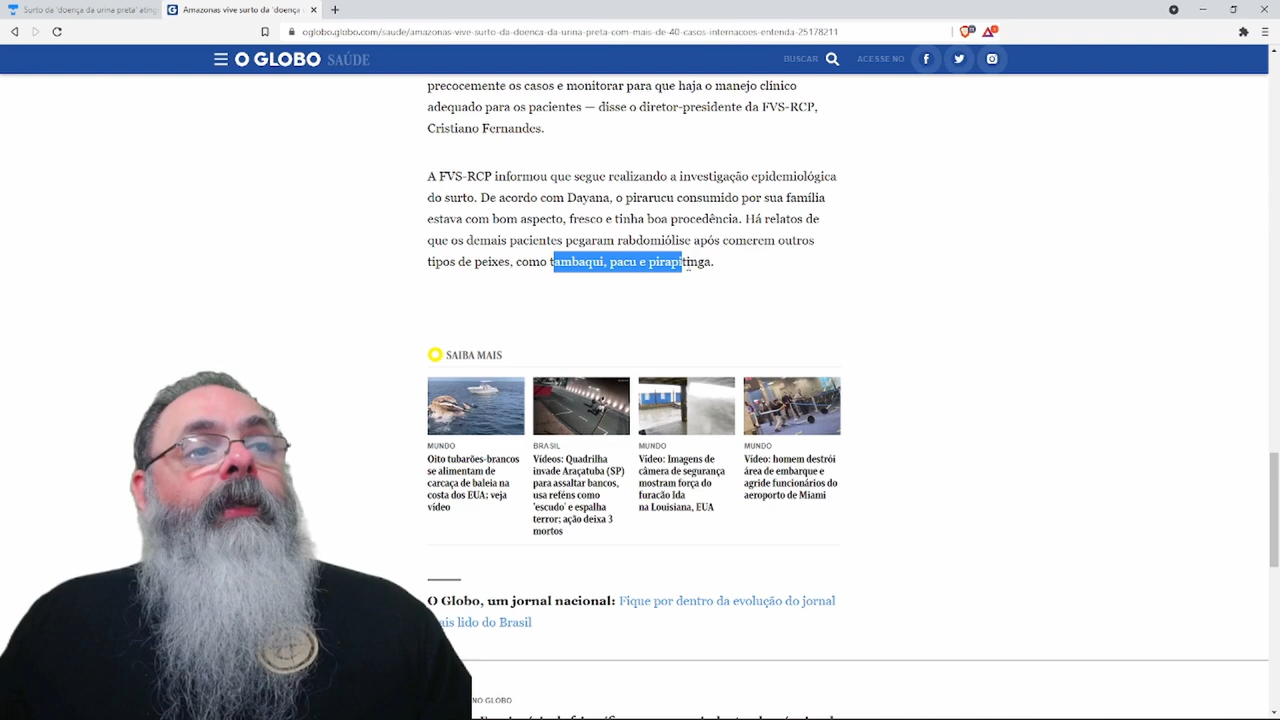 Surto da 'doença da urina preta' ating
Amazonas vive surto da 'doença
oglobo.globo.com/saude/amazonas-vive-surto-da-doenca-da-urina-preta-com-mais-de-40-casos-internacoes-entenda-25178211
O GLOBO SAÚDE
BUSCAR
ACESSE NO
precocemente os casos e monitorar para que haja o manejo clínico
adequado para os pacientes — disse o diretor-presidente da FVS-RCP,
Cristiano Fernandes.
A FVS-RCP informou que segue realizando a investigação epidemiológica
do surto. De acordo com Dayana, o pirarucu consumido por sua família
estava com bom aspecto, fresco e tinha boa procedência. Há relatos de
que os demais pacientes pegaram rabdomiólise após comerem outros
tipos de peixes, como tambaqui, pacu e pirapitinga.
SAIBA MAIS
MUNDO
Oito tubarões-brancos
se alimentam de
carcaça de baleia na
costa dos EUA; veja
vídeo
BRASIL
Vídeos: Quadrilha
invade Araçatuba (SP)
para assaltar bancos,
usa reféns como
'escudo' e espalha
terror; ação deixa 3
mortos
MUNDO
Vídeo: Imagens de
câmera de segurança
mostram força do
furacão Ida
na Louisiana, EUA
MUNDO
Vídeo: homem destrói
área de embarque e
agride funcionários do
aeroporto de Miami
O Globo, um jornal nacional: Fique por dentro da evolução do jornal
ais lido do Brasil
NO GLOBO